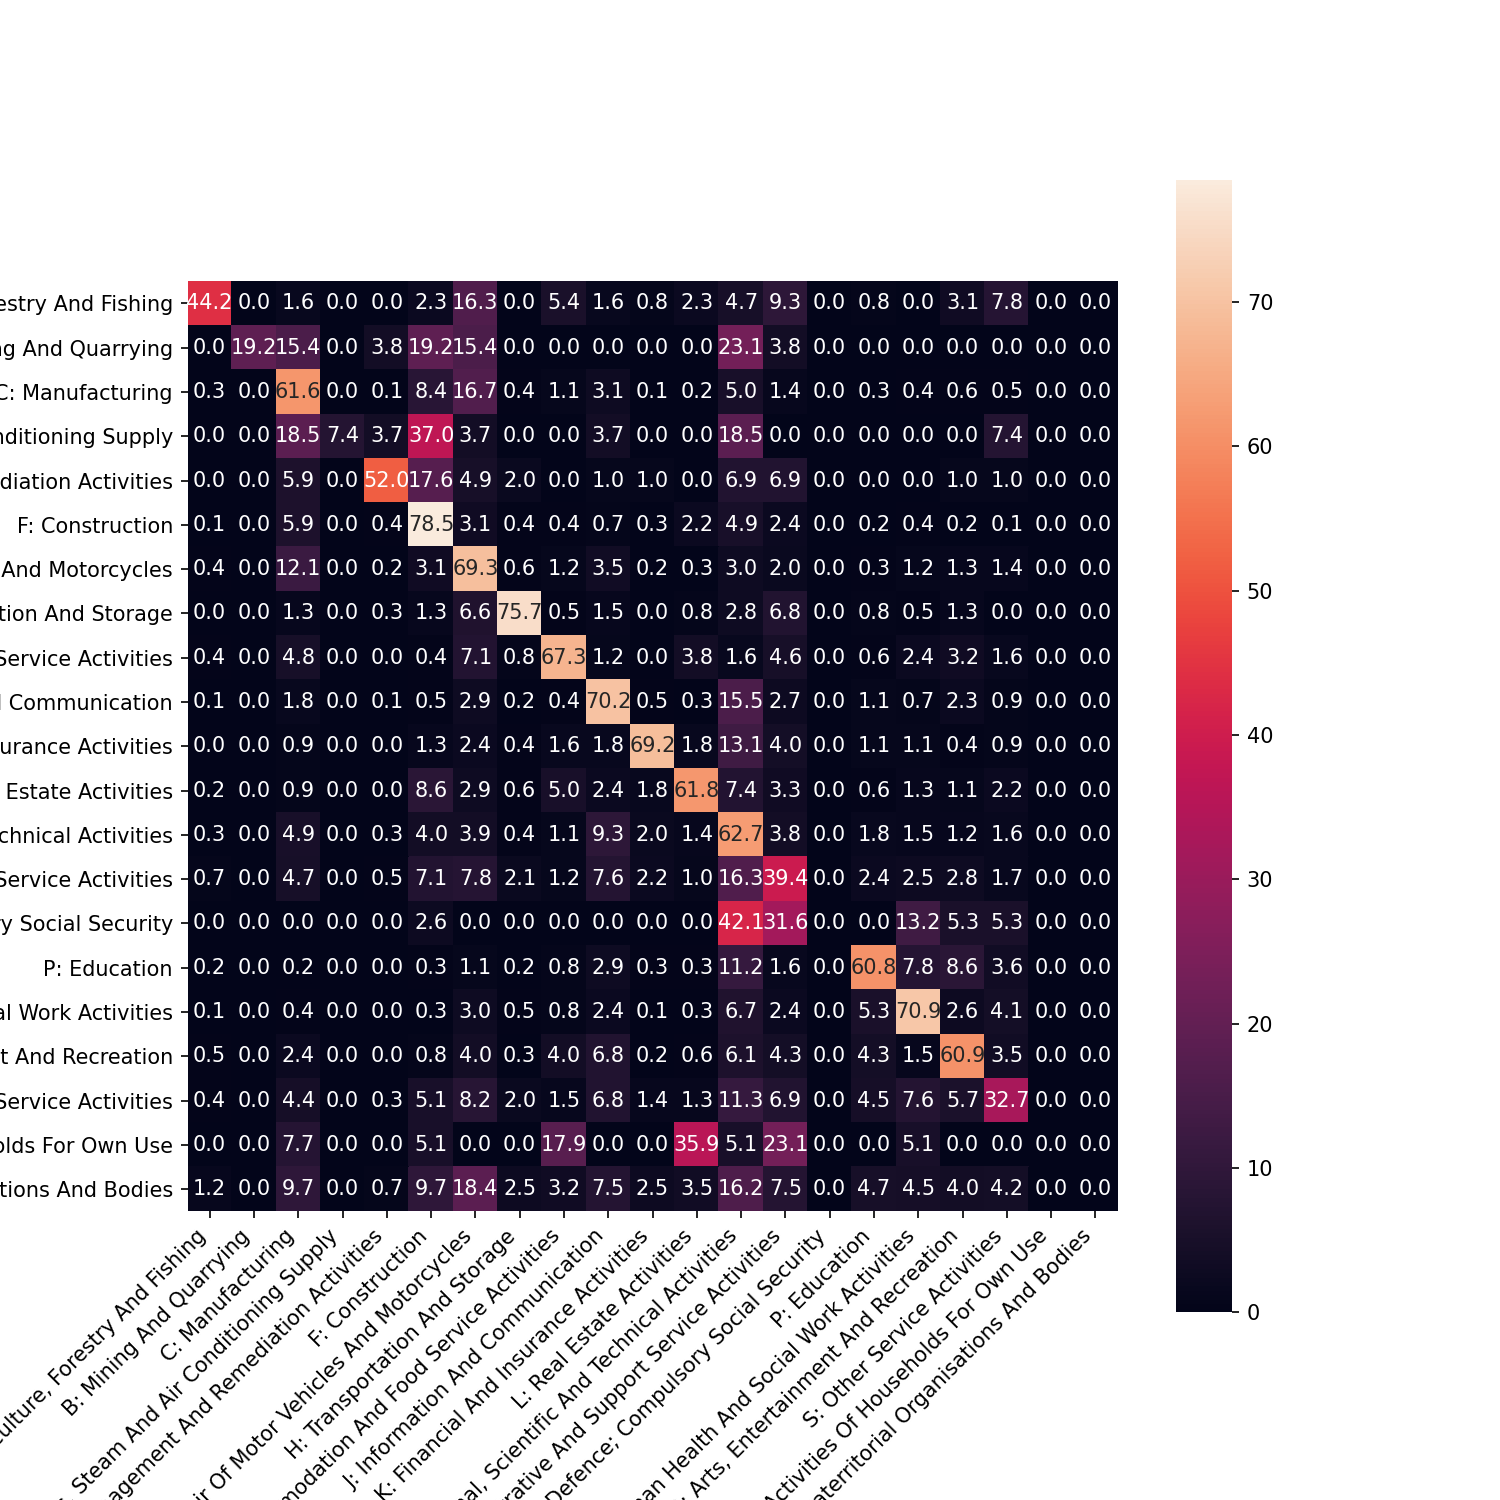 estry And Fishing 44.2 0.0 1.6 0.0 0.0 2.3 16.3 0.0 5.4 1.6 0.8 2.3 4.7 9.3 0.0 0.8 0.0 3.1 7.8 0.0 0.0
g And Quarrying 0.0 19.2 15.4 0.0 3.8 19.2 15.4 0.0 0.0 0.0 0.0 0.0 23.1 3.8 0.0 0.0 0.0 0.0 0.0 0.0 0.0
C: Manufacturing 0.3 0.0 61.6 0.0 0.1 8.4 16.7 0.4 1.1 3.1 0.1 0.2 5.0 1.4 0.0 0.3 0.4 0.6 0.5 0.0 0.0
nditioning Supply 0.0 0.0 18.5 7.4 3.7 37.0 3.7 0.0 0.0 3.7 0.0 0.0 18.5 0.0 0.0 0.0 0.0 0.0 7.4 0.0 0.0
diation Activities 0.0 0.0 5.9 0.0 52.0 17.6 4.9 2.0 0.0 1.0 1.0 0.0 6.9 6.9 0.0 0.0 0.0 1.0 1.0 0.0 0.0
F: Construction 0.1 0.0 5.9 0.0 0.4 78.5 3.1 0.4 0.4 0.7 0.3 2.2 4.9 2.4 0.0 0.2 0.4 0.2 0.1 0.0 0.0
And Motorcycles 0.4 0.0 12.1 0.0 0.2 3.1 69.3 0.6 1.2 3.5 0.2 0.3 3.0 2.0 0.0 0.3 1.2 1.3 1.4 0.0 0.0
tion And Storage 0.0 0.0 1.3 0.0 0.3 1.3 6.6 75.7 0.5 1.5 0.0 0.8 2.8 6.8 0.0 0.8 0.5 1.3 0.0 0.0 0.0
Service Activities 0.4 0.0 4.8 0.0 0.0 0.4 7.1 0.8 67.3 1.2 0.0 3.8 1.6 4.6 0.0 0.6 2.4 3.2 1.6 0.0 0.0
Communication 0.1 0.0 1.8 0.0 0.1 0.5 2.9 0.2 0.4 70.2 0.5 0.3 15.5 2.7 0.0 1.1 0.7 2.3 0.9 0.0 0.0
urance Activities 0.0 0.0 0.9 0.0 0.0 1.3 2.4 0.4 1.6 1.8 69.2 1.8 13.1 4.0 0.0 1.1 1.1 0.4 0.9 0.0 0.0
Estate Activities 0.2 0.0 0.9 0.0 0.0 8.6 2.9 0.6 5.0 2.4 1.8 61.8 7.4 3.3 0.0 0.6 1.3 1.1 2.2 0.0 0.0
chnical Activities 0.3 0.0 4.9 0.0 0.3 4.0 3.9 0.4 1.1 9.3 2.0 1.4 62.7 3.8 0.0 1.8 1.5 1.2 1.6 0.0 0.0
Service Activities 0.7 0.0 4.7 0.0 0.5 7.1 7.8 2.1 1.2 7.6 2.2 1.0 16.3 39.4 0.0 2.4 2.5 2.8 1.7 0.0 0.0
y Social Security 0.0 0.0 0.0 0.0 0.0 2.6 0.0 0.0 0.0 0.0 0.0 0.0 42.1 31.6 0.0 0.0 13.2 5.3 5.3 0.0 0.0
P: Education 0.2 0.0 0.2 0.0 0.0 0.3 1.1 0.2 0.8 2.9 0.3 0.3 11.2 1.6 0.0 60.8 7.8 8.6 3.6 0.0 0.0
al Work Activities 0.1 0.0 0.4 0.0 0.0 0.3 3.0 0.5 0.8 2.4 0.1 0.3 6.7 2.4 0.0 5.3 70.9 2.6 4.1 0.0 0.0
t And Recreation 0.5 0.0 2.4 0.0 0.0 0.8 4.0 0.3 4.0 6.8 0.2 0.6 6.1 4.3 0.0 4.3 1.5 60.9 3.5 0.0 0.0
Service Activities 0.4 0.0 4.4 0.0 0.3 5.1 8.2 2.0 1.5 6.8 1.4 1.3 11.3 6.9 0.0 4.5 7.6 5.7 32.7 0.0 0.0
olds For Own Use 0.0 0.0 7.7 0.0 0.0 5.1 0.0 0.0 17.9 0.0 0.0 35.9 5.1 23.1 0.0 0.0 5.1 0.0 0.0 0.0 0.0
tions And Bodies 1.2 0.0 9.7 0.0 0.7 9.7 18.4 2.5 3.2 7.5 2.5 3.5 16.2 7.5 0.0 4.7 4.5 4.0 4.2 0.0 0.0
ulture, Forestry And Fishing
B: Mining And Quarrying
C: Manufacturing
Steam And Air Conditioning Supply
agement And Remediation Activities
F: Construction
ir Of Motor Vehicles And Motorcycles
H: Transportation And Storage
modation And Food Service Activities
J: Information And Communication
K: Financial And Insurance Activities
L: Real Estate Activities
al, Scientific And Technical Activities
rative And Support Service Activities
Defence; Compulsory Social Security
P: Education
an Health And Social Work Activities
: Arts, Entertainment And Recreation
S: Other Service Activities
Activities Of Households For Own Use
aterritorial Organisations And Bodies
70
60
50
40
30
20
10
0